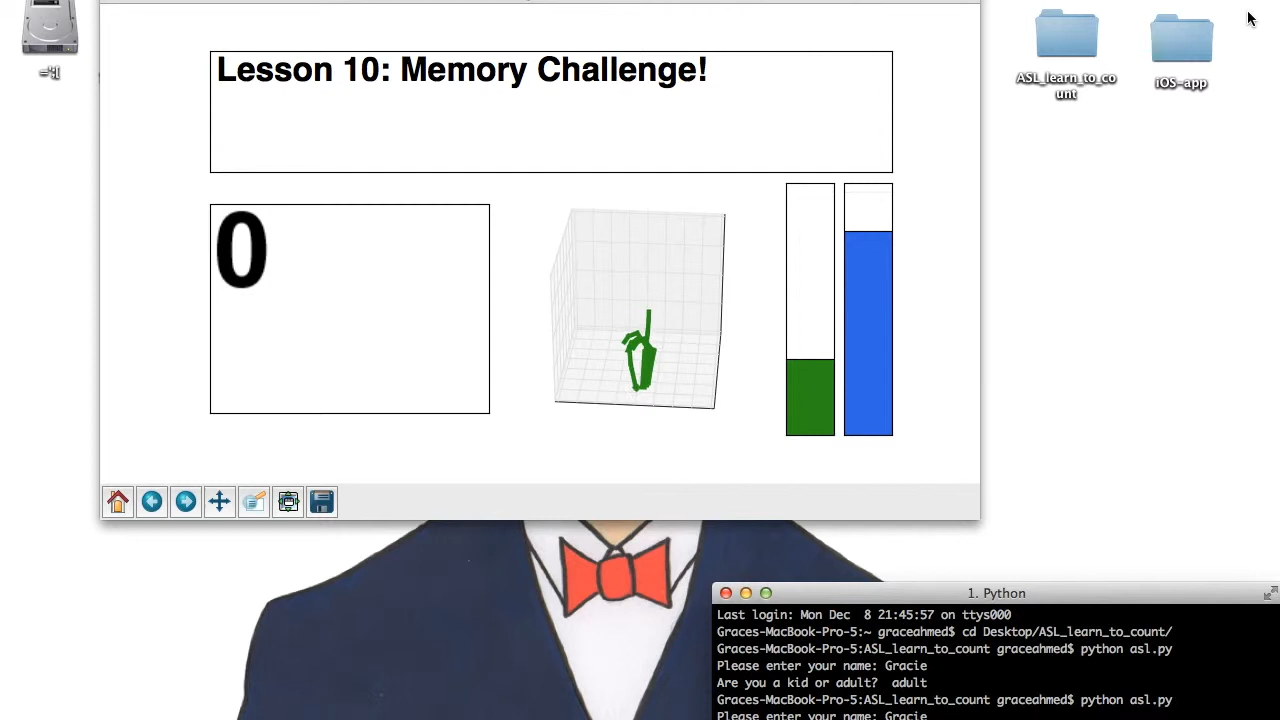 Lesson 10: Memory Challenge!
0
ASL_learn_to_co
unt
iOS-app
1. Python
Last login: Mon Dec  8 21:45:57 on ttys000
Graces-MacBook-Pro-5:~ graceahmed$ cd Desktop/ASL_learn_to_count/
Graces-MacBook-Pro-5:ASL_learn_to_count graceahmed$ python asl.py
Please enter your name: Gracie
Are you a kid or adult?  adult
Graces-MacBook-Pro-5:ASL_learn_to_count graceahmed$ python asl.py
Please enter your name: Gracie